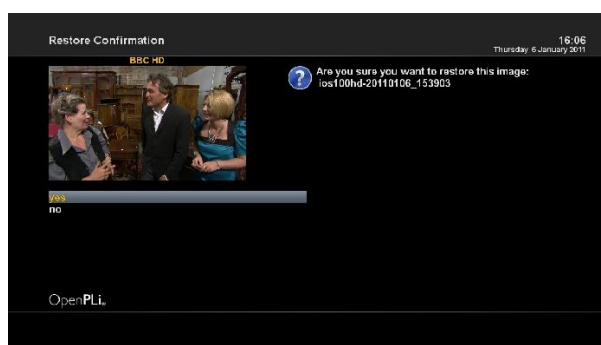 Restore Confirmation
16:06
Thursday 6 January 2011
BBC HD
Are you sure you want to restore this image:
ios100hd-20110106_153903
yes
no
OpenPLi®